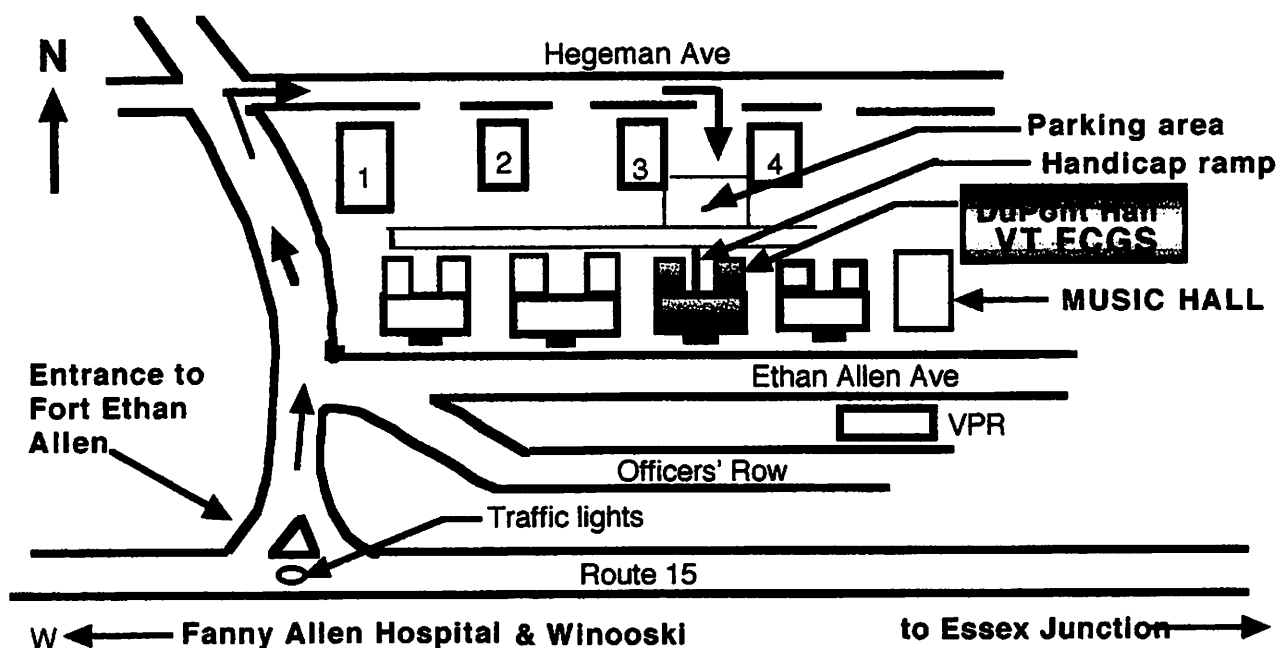 N
Hegeman Ave
Parking area
Handicap ramp
1
2
3
4
DuPont Hall
VT FCGS
MUSIC HALL
Entrance to
Fort Ethan
Allen
Ethan Allen Ave
VPR
Officers' Row
Traffic lights
Route 15
W Fanny Allen Hospital & Winooski
to Essex Junction